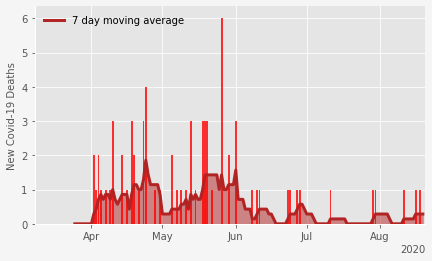 7 day moving average
New Covid-19 Deaths
6
5
4
3
2
1
0
Apr
May
Jun
Jul
Aug
2020